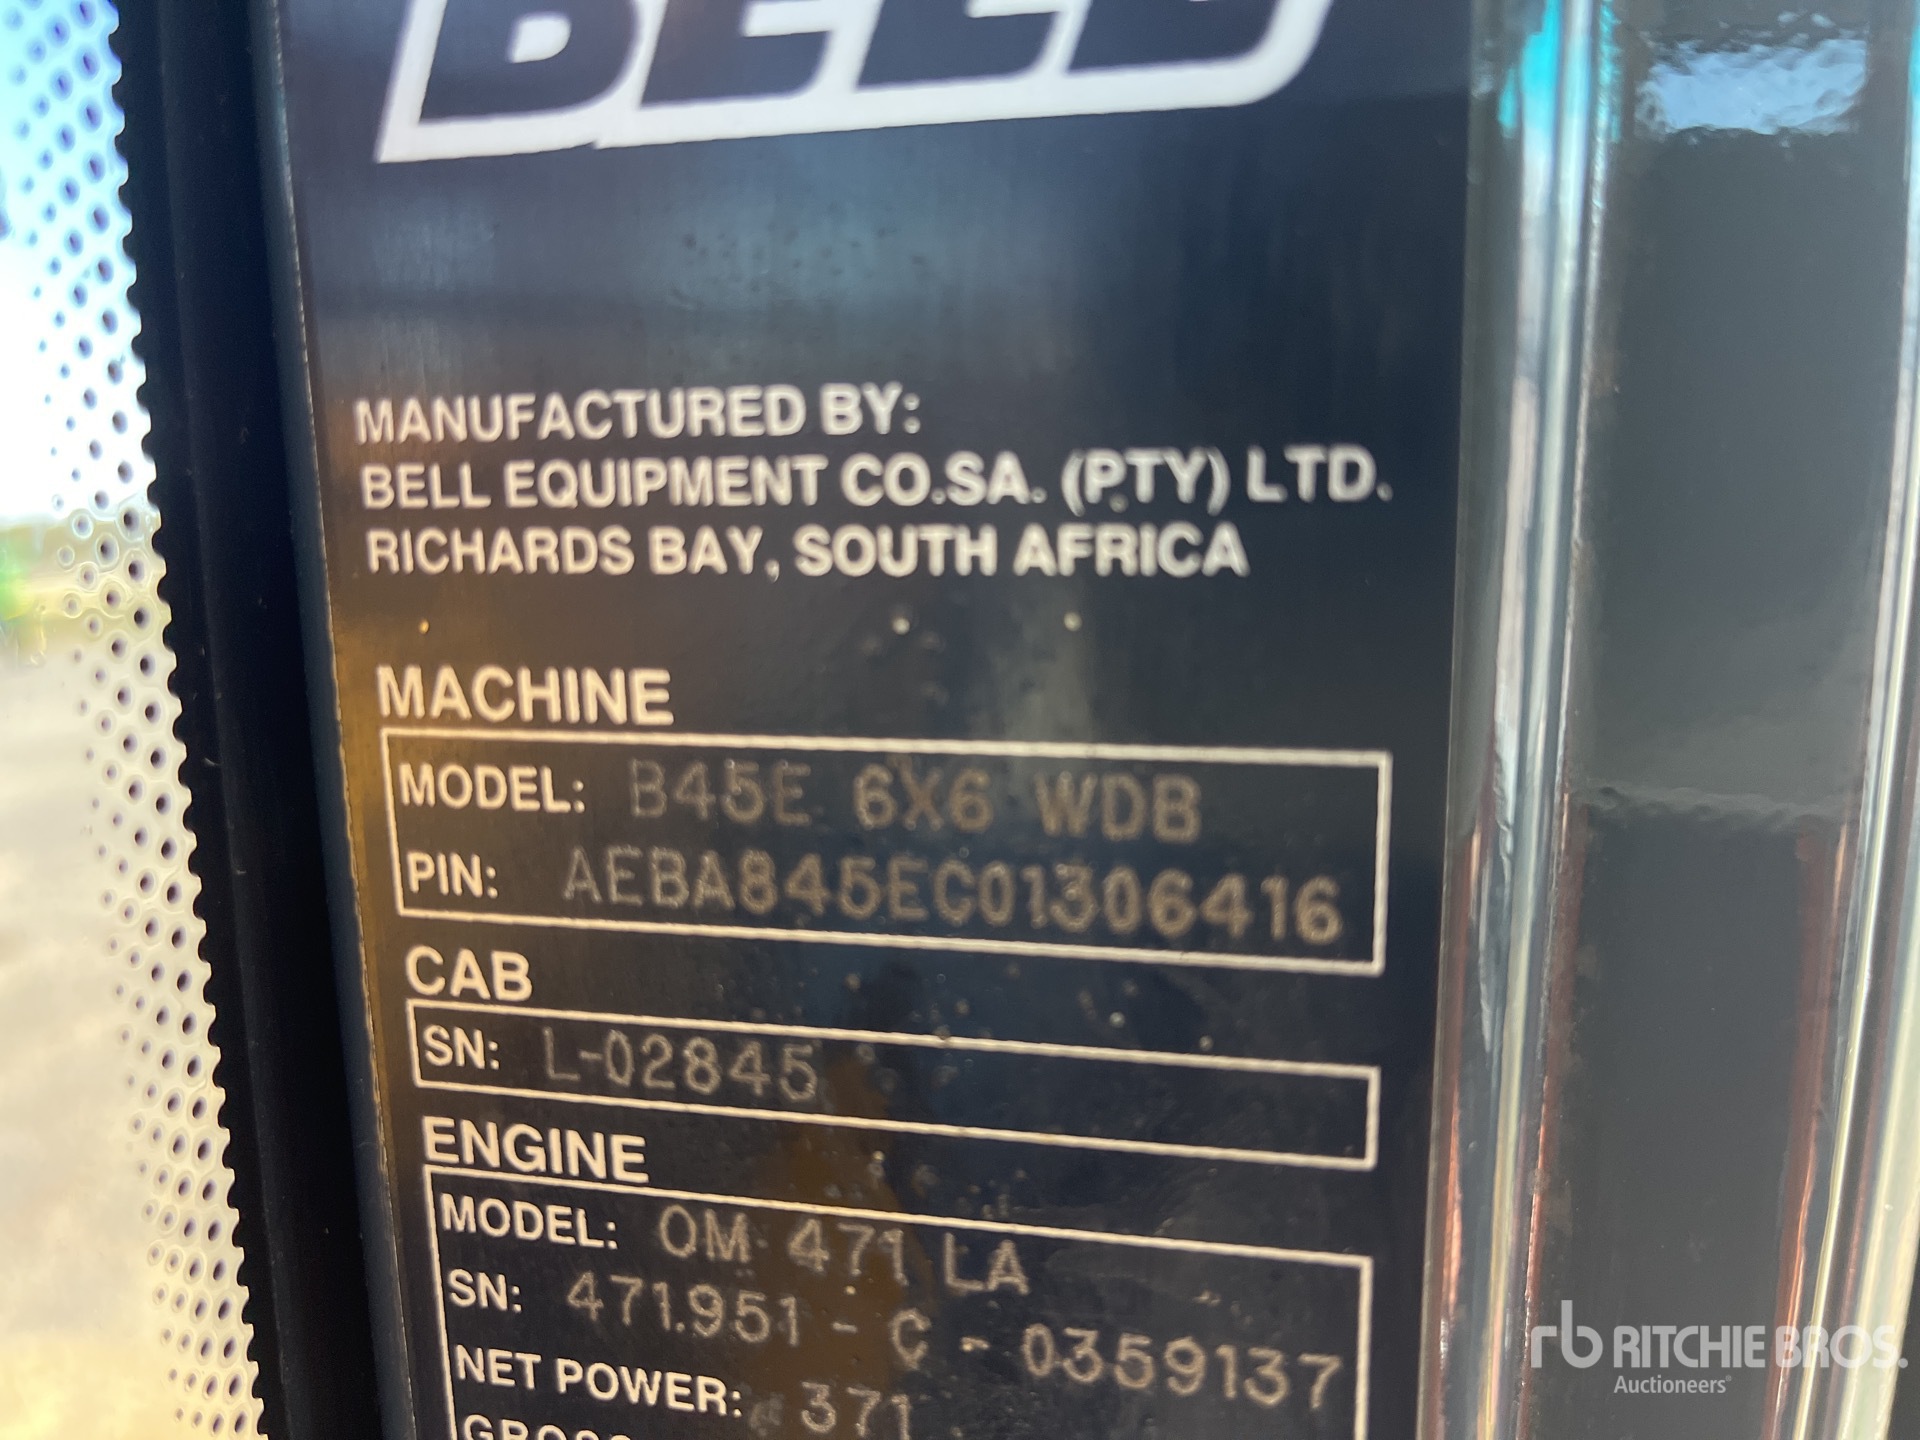 BELL
MANUFACTURED BY:
BELL EQUIPMENT CO.SA. (PTY) LTD.
RICHARDS BAY, SOUTH AFRICA
MACHINE
MODEL: B45E 6X6 WDB
PIN: AEBA845EC01306416
CAB
SN: L-02845
ENGINE
MODEL: OM 471 LA
SN: 471.951 - C - 0359137
NET POWER: 371
rb RITCHIE BROS.
Auctioneers